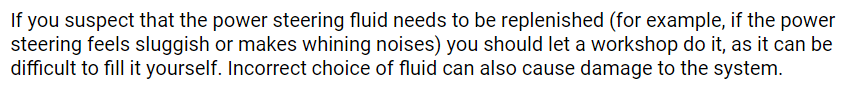 If you suspect that the power steering fluid needs to be replenished (for example, if the power
steering feels sluggish or makes whining noises) you should let a workshop do it, as it can be
difficult to fill it yourself. Incorrect choice of fluid can also cause damage to the system.